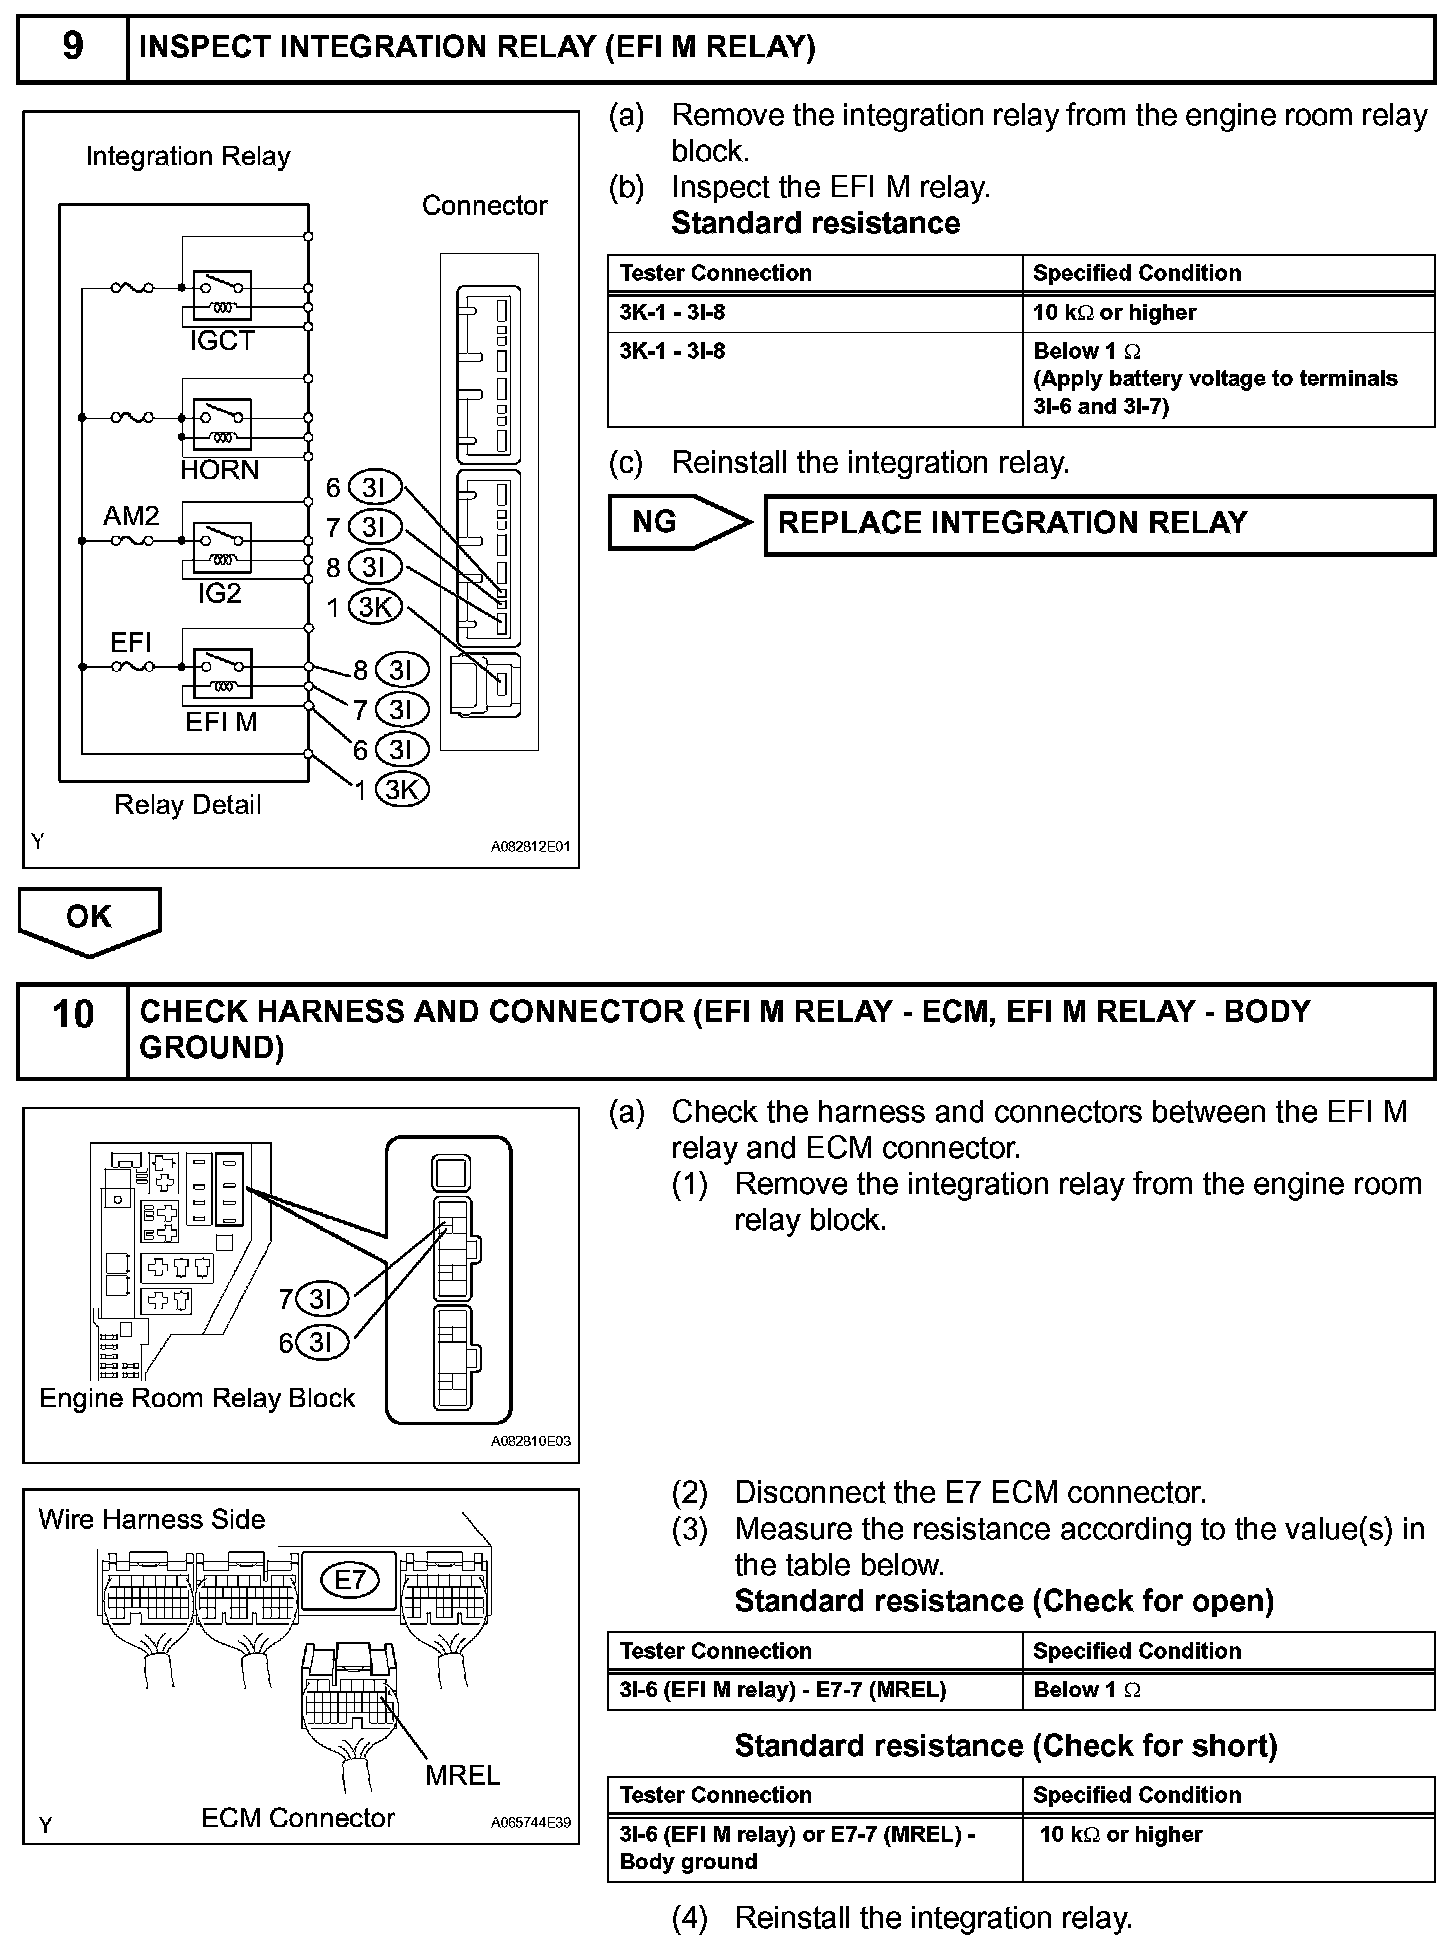 9
INSPECT INTEGRATION RELAY (EFI M RELAY)
Integration Relay
Connector
IGCT
HORN
AM2
IG2
EFI
EFI M
6 3I
7 3I
8 3I
1 3K
8 3I
7 3I
6 3I
1 3K
Relay Detail
Y
A082812E01
(a) Remove the integration relay from the engine room relay
block.
(b) Inspect the EFI M relay.
Standard resistance
Tester Connection Specified Condition
3K-1 - 3I-8 10 kΩ or higher
3K-1 - 3I-8 Below 1 Ω
(Apply battery voltage to terminals
3I-6 and 3I-7)
(c) Reinstall the integration relay.
NG
REPLACE INTEGRATION RELAY
OK
10
CHECK HARNESS AND CONNECTOR (EFI M RELAY - ECM, EFI M RELAY - BODY
GROUND)
7 3I
6 3I
Engine Room Relay Block
A082810E03
(a) Check the harness and connectors between the EFI M
relay and ECM connector.
(1) Remove the integration relay from the engine room
relay block.
Wire Harness Side
E7
MREL
ECM Connector
Y
A065744E39
(2) Disconnect the E7 ECM connector.
(3) Measure the resistance according to the value(s) in
the table below.
Standard resistance (Check for open)
Tester Connection Specified Condition
3I-6 (EFI M relay) - E7-7 (MREL) Below 1 Ω
Standard resistance (Check for short)
Tester Connection Specified Condition
3I-6 (EFI M relay) or E7-7 (MREL) - 10 kΩ or higher
Body ground
(4) Reinstall the integration relay.